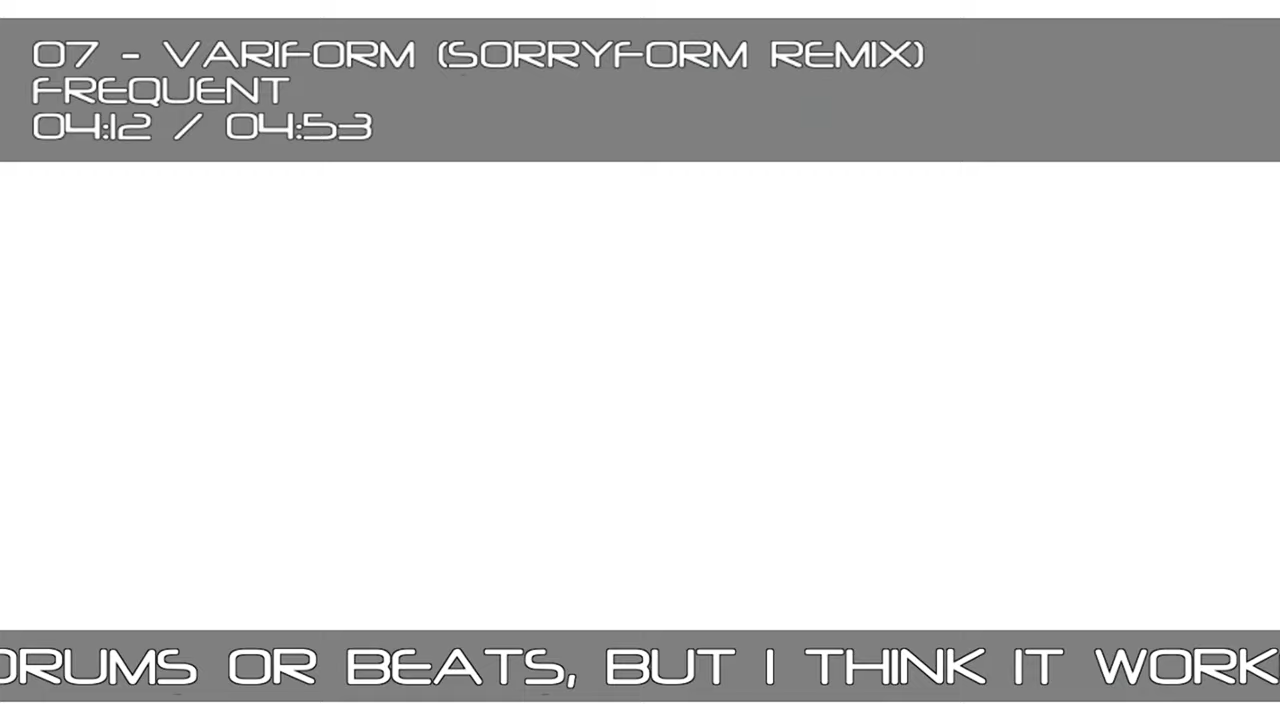 07 - VARIFORM (SORRYFORM REMIX)
FREQUENT
04:12 / 04:53
DRUMS OR BEATS, BUT I THINK IT WORK